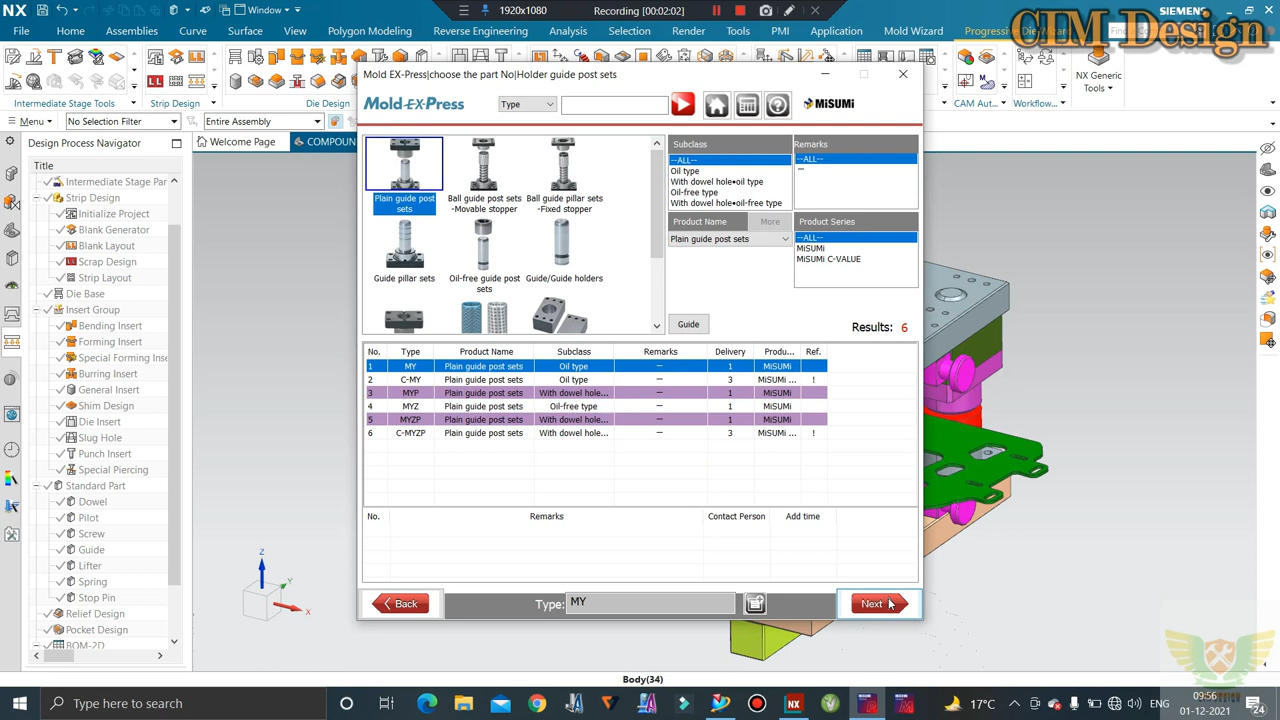 NX
Window
1920x1080
Recording [00:02:02]
SIEMENS
CIM Design
File
Home
Assemblies
Curve
Surface
View
Polygon Modeling
Reverse Engineering
Analysis
Selection
Render
Tools
PMI
Application
Mold Wizard
Progressive Die Wizard
Intermediate Stage Tools
Strip Design
Die Design
NX Generic
Tools
CAM Aut...
Workflow...
Menu
No Selection Filter
Entire Assembly
Design Process Navigator
Welcome Page
COMPOUN
Title
Intermediate Stage Par
Strip Design
Initialize Project
Blank Generator
Blank Layout
Scrap Design
Strip Layout
Die Base
Insert Group
Bending Insert
Forming Insert
Special Forming Inse
Burring Insert
General Insert
Shim Design
Die Insert
Slug Hole
Punch Insert
Special Piercing
Standard Part
Dowel
Pilot
Screw
Guide
Lifter
Spring
Stop Pin
Relief Design
Pocket Design
BOM-2D
Mold EX-Press|choose the part No|Holder guide post sets
Mold EX-Press
Type
MiSUMi
Plain guide post
sets
Ball guide post sets
-Movable stopper
Ball guide pillar sets
-Fixed stopper
Guide pillar sets
Oil-free guide post
sets
Guide/Guide holders
Subclass
--ALL--
Oil type
With dowel hole•oil type
Oil-free type
With dowel hole•oil-free type
Remarks
--ALL--
—
Product Name
More
Plain guide post sets
Product Series
--ALL--
MiSUMi
MiSUMi C-VALUE
Guide
Results: 6
No. Type Product Name Subclass Remarks Delivery Produ... Ref.
1 MY Plain guide post sets Oil type — 1 MiSUMi
2 C-MY Plain guide post sets Oil type — 3 MiSUMi ... !
3 MYP Plain guide post sets With dowel hole... — 1 MiSUMi
4 MYZ Plain guide post sets Oil-free type — 1 MiSUMi
5 MYZP Plain guide post sets With dowel hole... — 1 MiSUMi
6 C-MYZP Plain guide post sets With dowel hole... — 3 MiSUMi ... !
No. Remarks Contact Person Add time
Back
Type:
MY
Next
Z
Y
X
Body(34)
Type here to search
17°C
ENG
09:56
01-12-2021
24